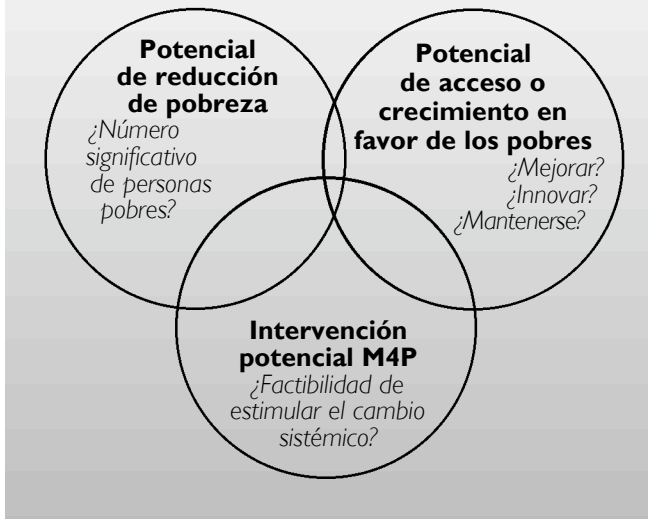 Potencial
de reducción
de pobreza
¿Número
significativo
de personas
pobres?
Potencial
de acceso o
crecimiento en
favor de los pobres
¿Mejorar?
¿Innovar?
¿Mantenerse?
Intervención
potencial M4P
¿Factibilidad de
estimular el cambio
sistémico?